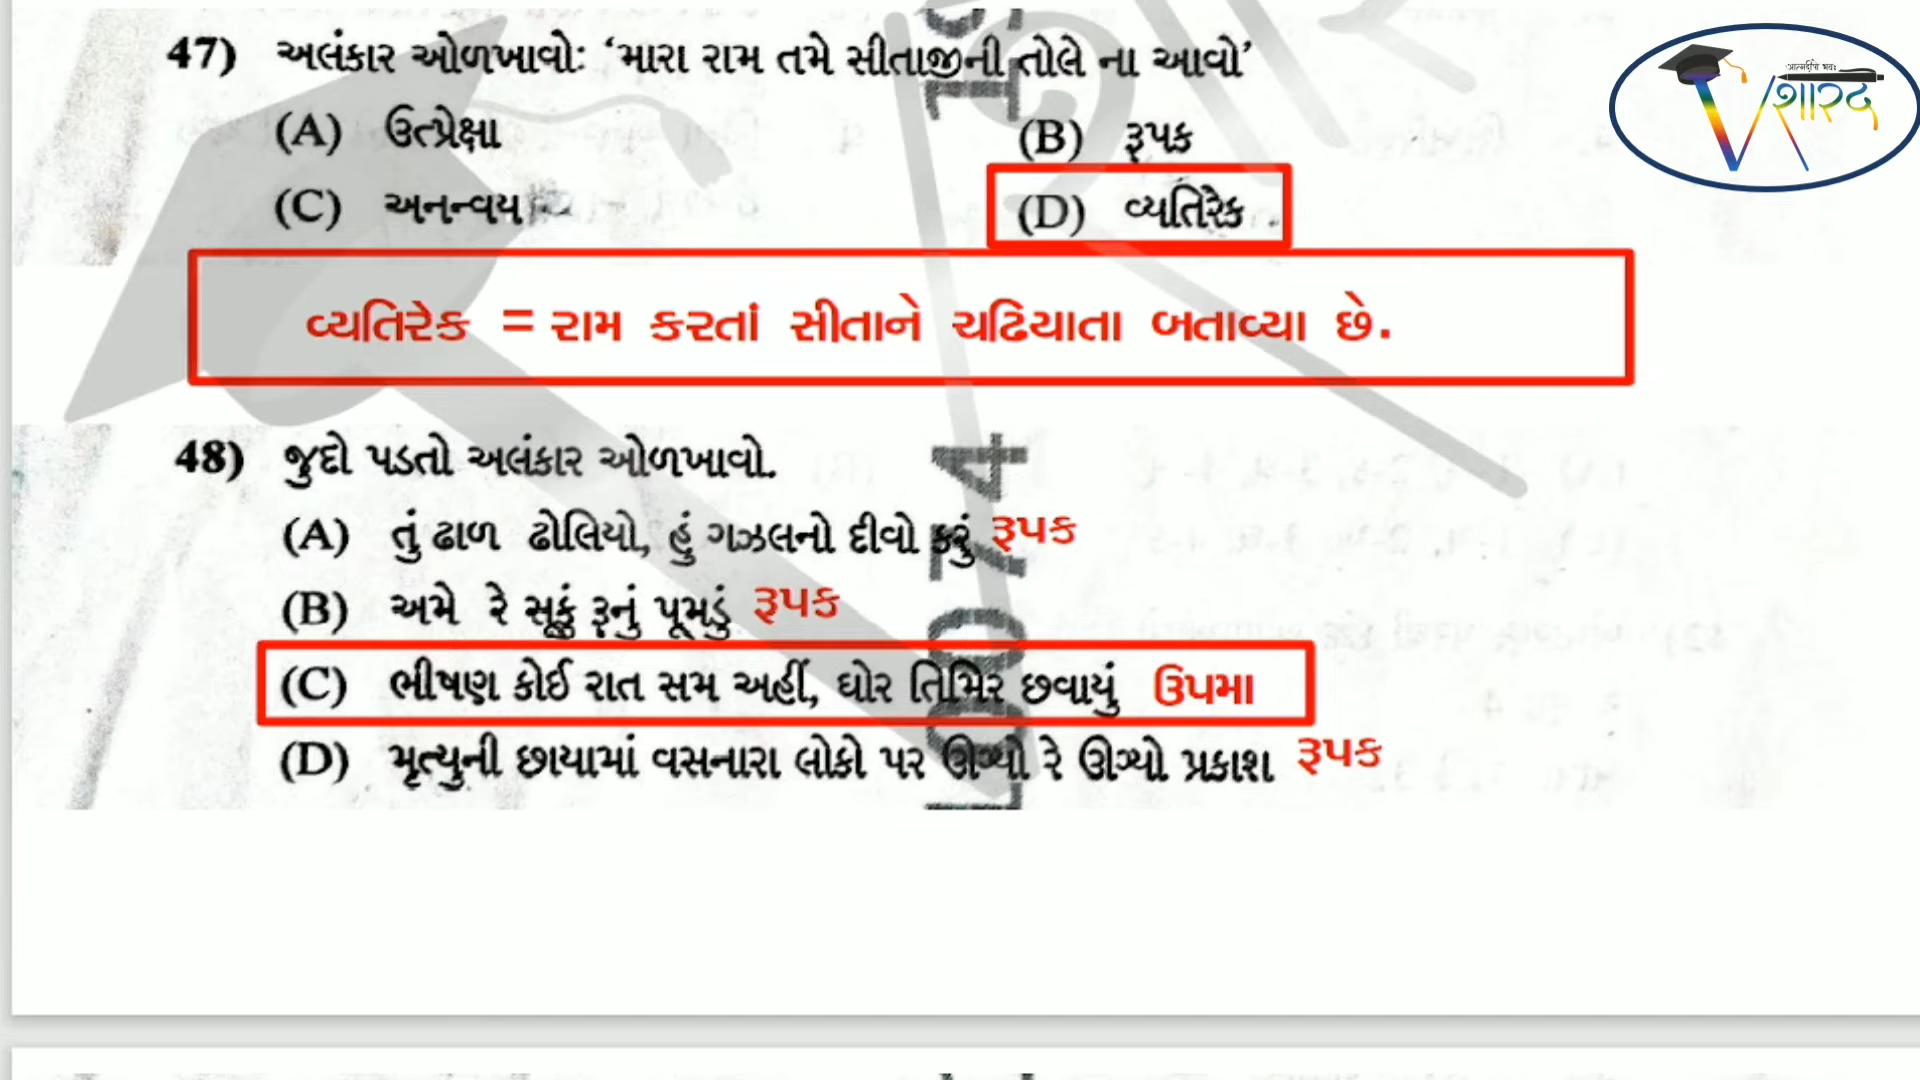 47) અલંકાર ઓળખાવોઃ ‘મારા રામ તમે સીતાજીની તોલે ના આવો’
(A) ઉત્પ્રેક્ષા (B) રૂપક
(C) અનન્વય (D) વ્યતિરેક
વ્યતિરેક = રામ કરતાં સીતાને ચઢિયાતા બતાવ્યા છે.
48) જુદો પડતો અલંકાર ઓળખાવો.
(A) તું ઢાળ ઢોલિયો, હું ગઝલનો દીવો કરું રૂપક
(B) અમે રે સૂકું રૂનું પૂમડું રૂપક
(C) ભીષણ કોઈ રાત સમ અહીં, ઘોર તિમિર છવાયું ઉપમા
(D) મૃત્યુની છાયામાં વસનારા લોકો પર ઊગ્યો રે ઊગ્યો પ્રકાશ રૂપક